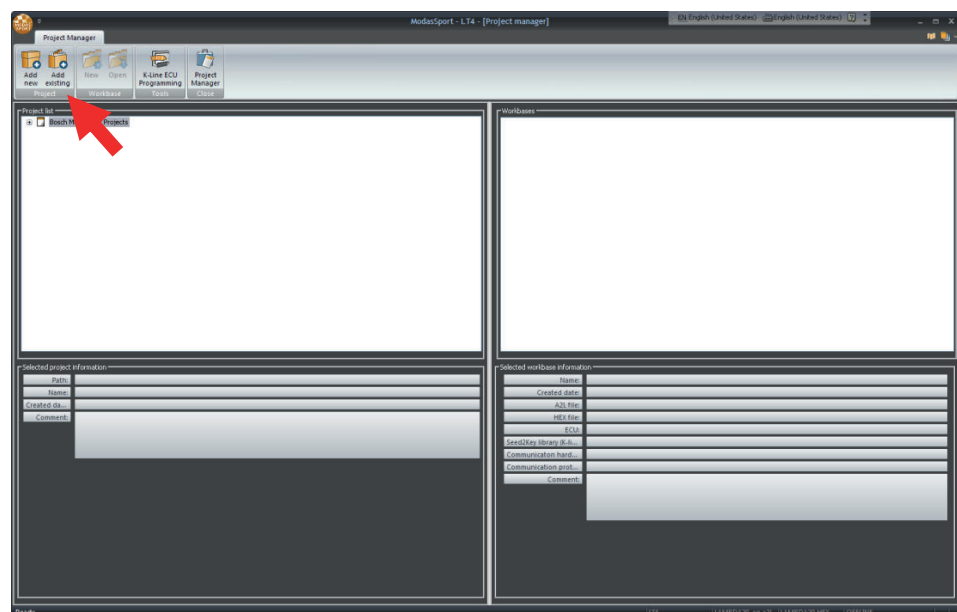 ModasSport - LT4 - [Project manager]
EN English (United States) English (United States)
Project Manager
Add new
Add existing
New
Open
K-Line ECU Programming
Project Manager
Project
Workbase
Tools
Close
Project list
Bosch M Projects
Workbases
Selected project information
Path:
Name:
Created da...
Comment:
Selected workbase information
Name:
Created date:
A2L file:
HEX file:
ECU:
Seed2Key library (K-li...
Communicaton hard...
Communication prot...
Comment:
Ready